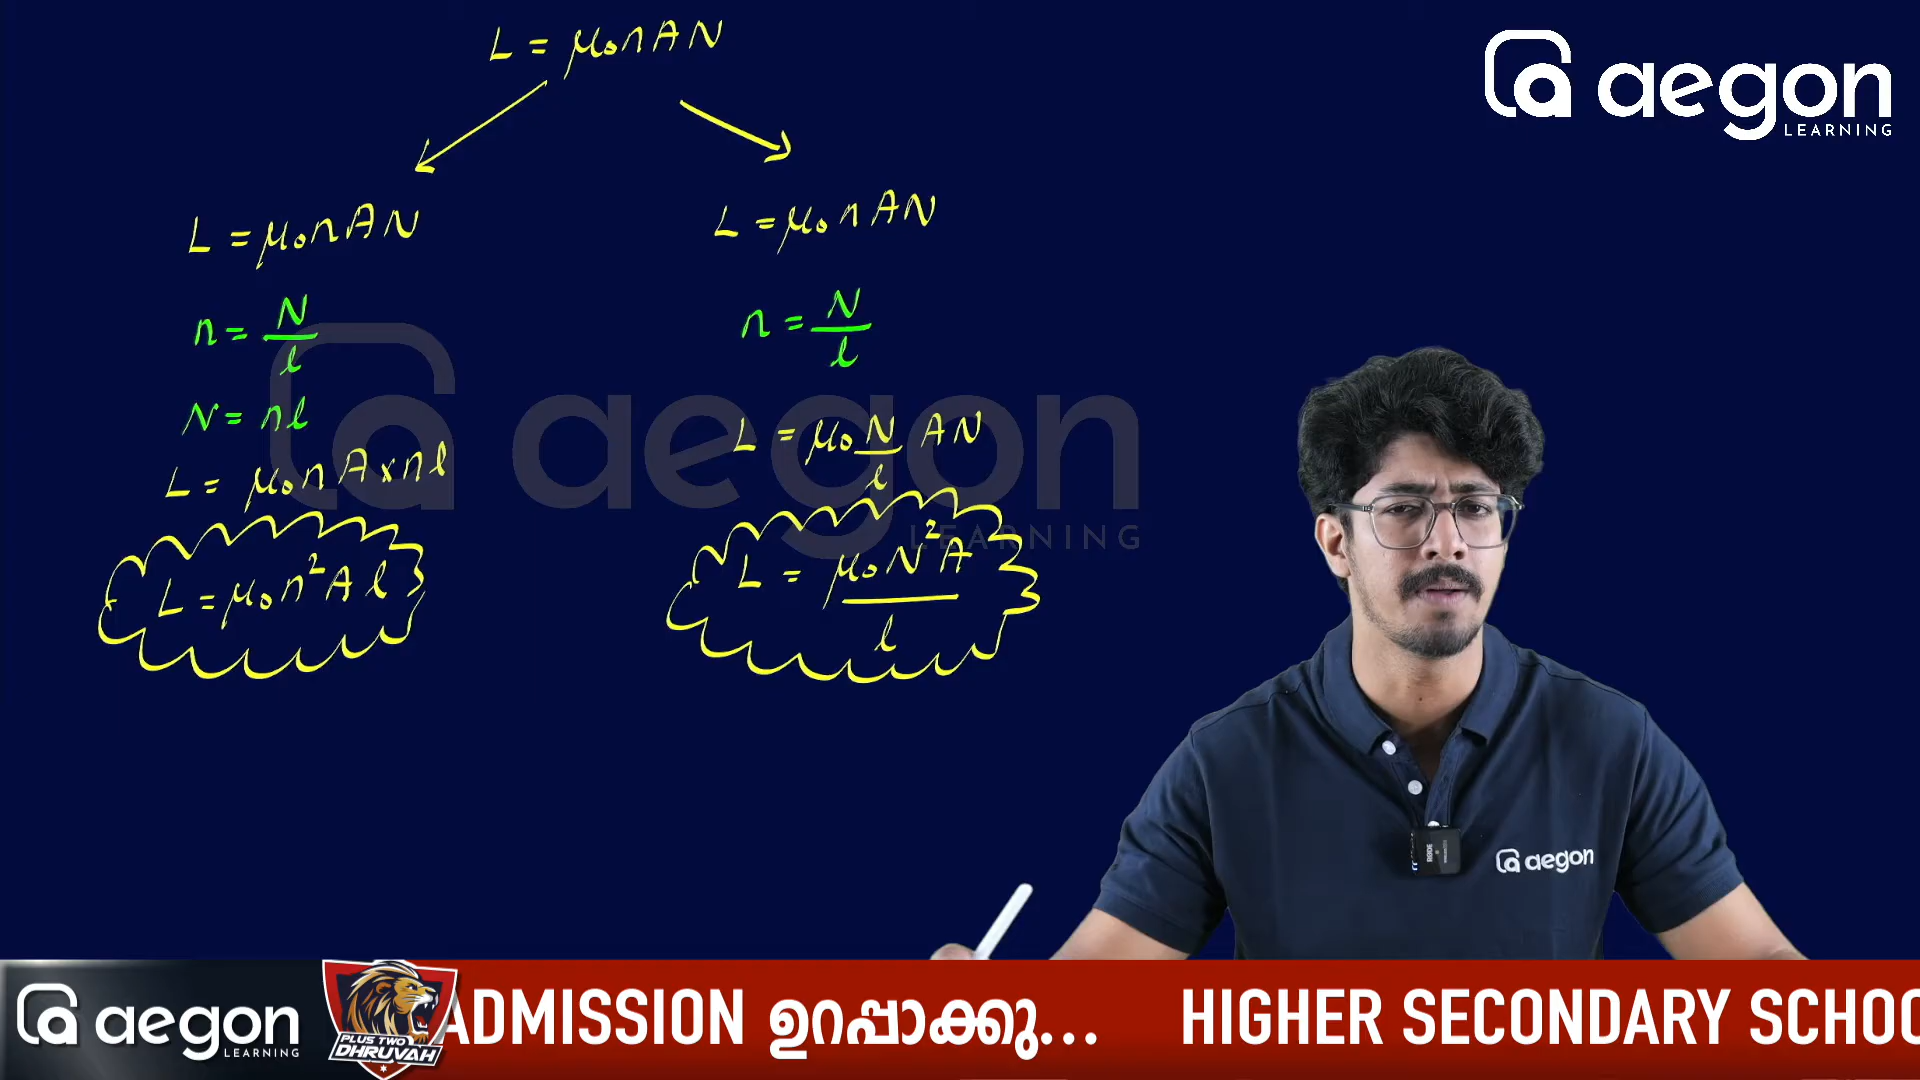 L = μ₀nAN
aegon
LEARNING
L = μ₀nAN
n = N/l
N = nl
L = μ₀nA×nl
L = μ₀n²Al
L = μ₀nAN
n = N/l
L = μ₀ N/l AN
L = μ₀N²A/l
aegon
LEARNING
aegon
aegon
LEARNING
PLUS TWO
DHRUVAH
ADMISSION ഉറപ്പാക്കൂ... HIGHER SECONDARY SCHOO